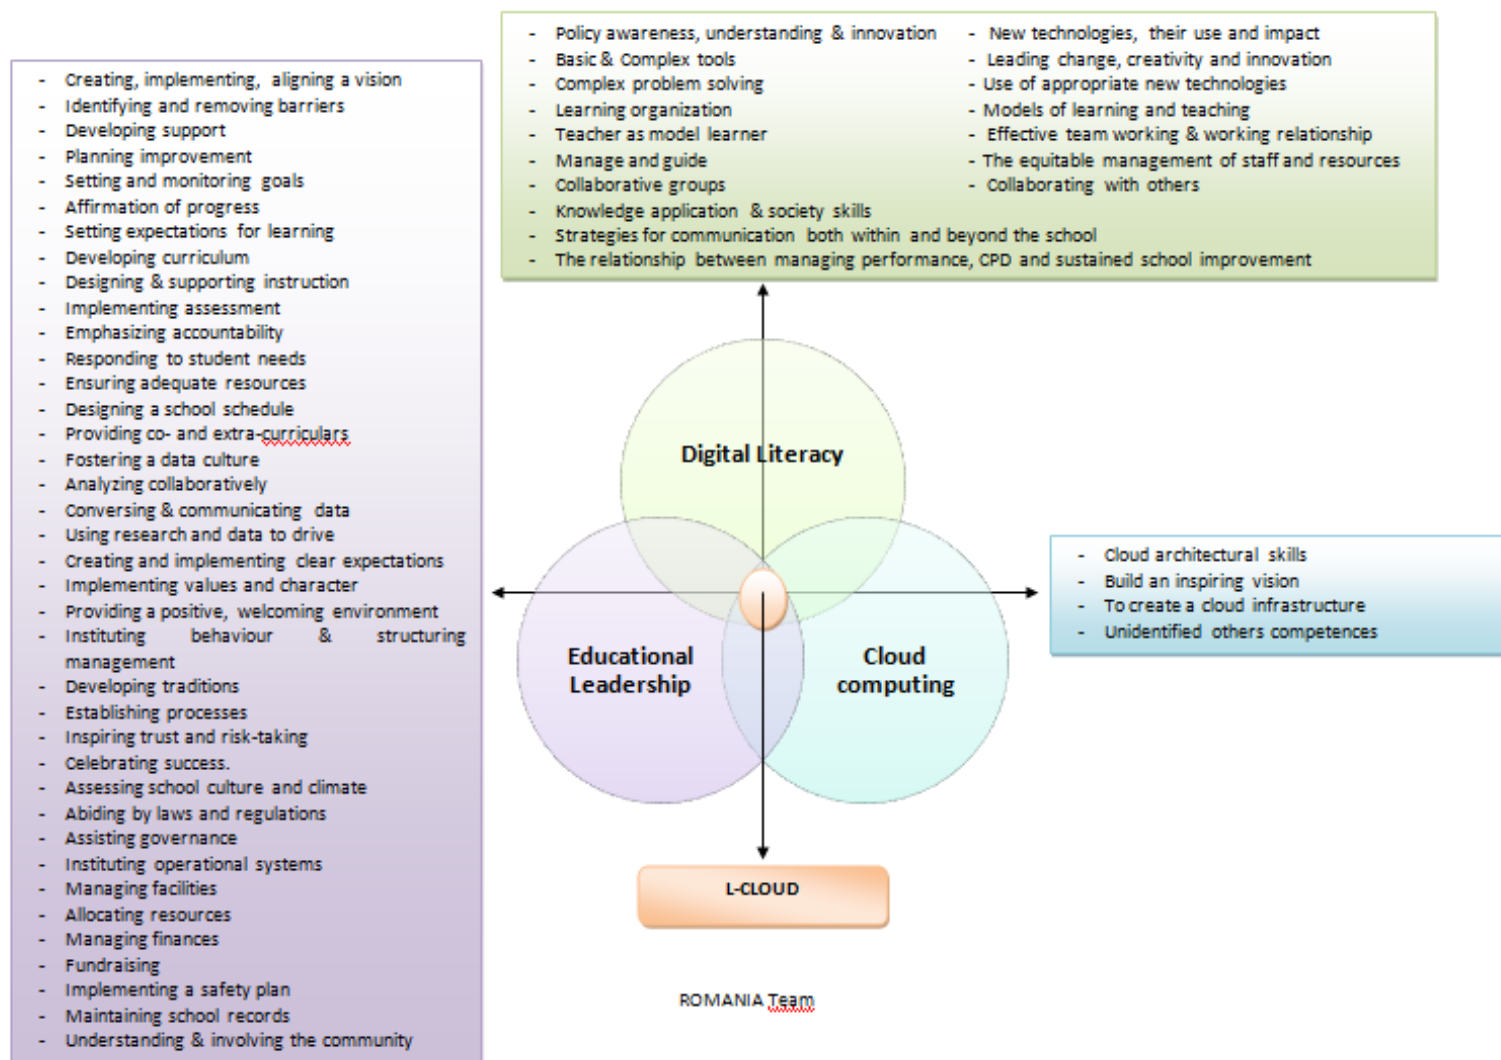 - Policy awareness, understanding & innovation
- Basic & Complex tools
- Complex problem solving
- Learning organization
- Teacher as model learner
- Manage and guide
- Collaborative groups
- Knowledge application & society skills
- Strategies for communication both within and beyond the school
- The relationship between managing performance, CPD and sustained school improvement
- New technologies, their use and impact
- Leading change, creativity and innovation
- Use of appropriate new technologies
- Models of learning and teaching
- Effective team working & working relationship
- The equitable management of staff and resources
- Collaborating with others
- Creating, implementing, aligning a vision
- Identifying and removing barriers
- Developing support
- Planning improvement
- Setting and monitoring goals
- Affirmation of progress
- Setting expectations for learning
- Developing curriculum
- Designing & supporting instruction
- Implementing assessment
- Emphasizing accountability
- Responding to student needs
- Ensuring adequate resources
- Designing a school schedule
- Providing co- and extra-curriculars
- Fostering a data culture
- Analyzing collaboratively
- Conversing & communicating data
- Using research and data to drive
- Creating and implementing clear expectations
- Implementing values and character
- Providing a positive, welcoming environment
- Instituting behaviour & structuring
management
- Developing traditions
- Establishing processes
- Inspiring trust and risk-taking
- Celebrating success.
- Assessing school culture and climate
- Abiding by laws and regulations
- Assisting governance
- Instituting operational systems
- Managing facilities
- Allocating resources
- Managing finances
- Fundraising
- Implementing a safety plan
- Maintaining school records
- Understanding & involving the community
Digital Literacy
Educational
Leadership
Cloud
computing
- Cloud architectural skills
- Build an inspiring vision
- To create a cloud infrastructure
- Unidentified others competences
L-CLOUD
ROMANIA Team